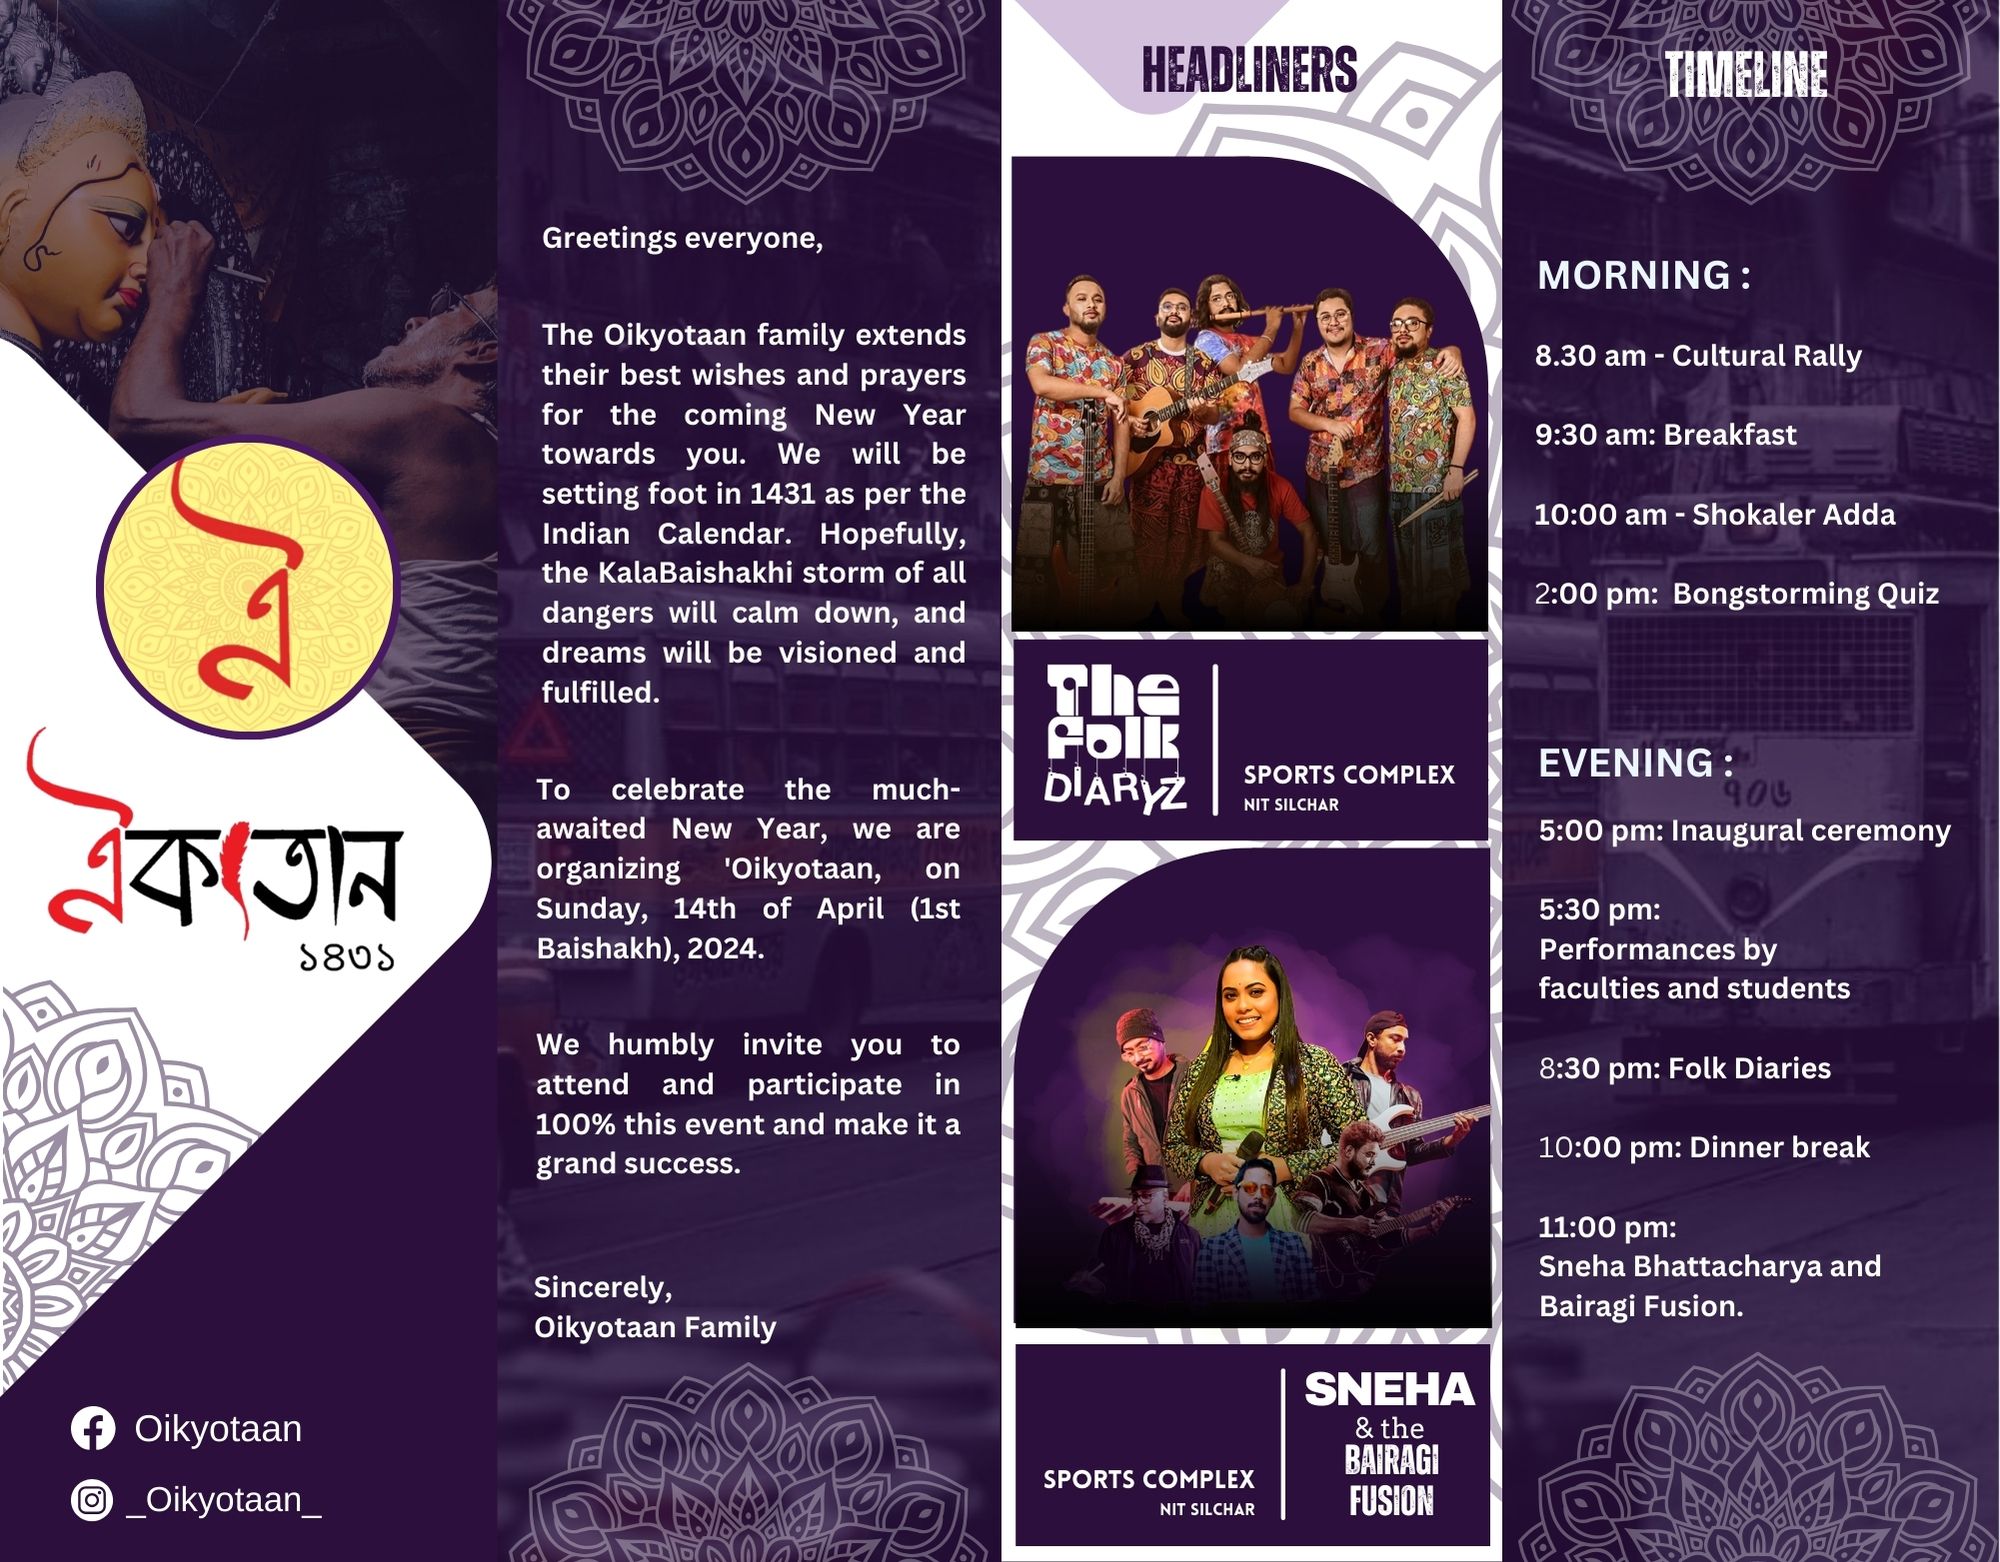 ঐ
ঐকতান
১৪৩১
Oikyotaan
_Oikyotaan_
Greetings everyone,
The Oikyotaan family extends
their best wishes and prayers
for the coming New Year
towards you. We will be
setting foot in 1431 as per the
Indian Calendar. Hopefully,
the KalaBaishakhi storm of all
dangers will calm down, and
dreams will be visioned and
fulfilled.
To celebrate the much-
awaited New Year, we are
organizing 'Oikyotaan, on
Sunday, 14th of April (1st
Baishakh), 2024.
We humbly invite you to
attend and participate in
100% this event and make it a
grand success.
Sincerely,
Oikyotaan Family
HEADLINERS
The
folk
DIARYZ
SPORTS COMPLEX
NIT SILCHAR
SNEHA
& the
BAIRAGI
FUSION
SPORTS COMPLEX
NIT SILCHAR
TIMELINE
MORNING :
8.30 am - Cultural Rally
9:30 am: Breakfast
10:00 am - Shokaler Adda
2:00 pm:  Bongstorming Quiz
EVENING :
৭০৬
5:00 pm: Inaugural ceremony
5:30 pm:
Performances by
faculties and students
8:30 pm: Folk Diaries
10:00 pm: Dinner break
11:00 pm:
Sneha Bhattacharya and
Bairagi Fusion.